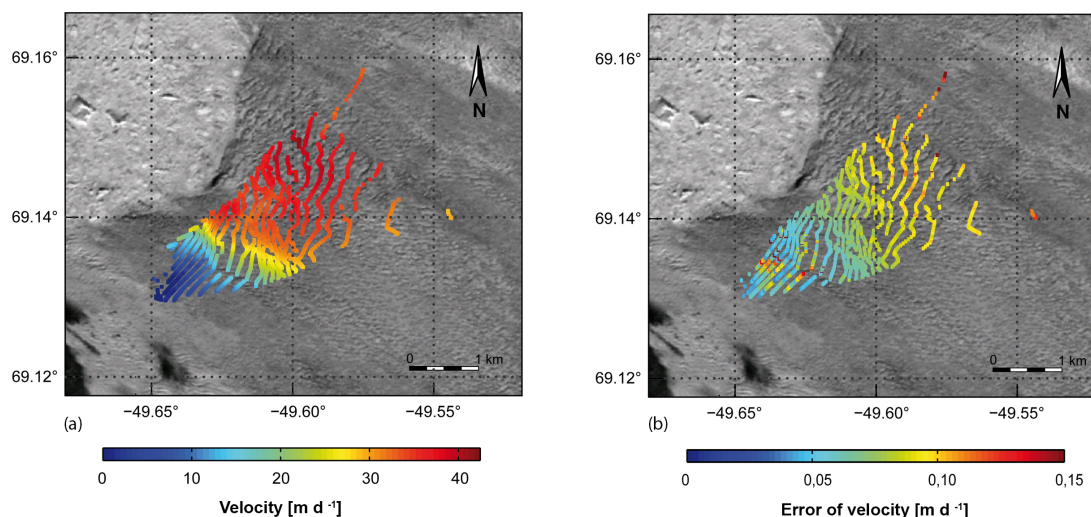 69.16°
69.14°
69.12°
N
0 1 km
−49.65° −49.60° −49.55°
(a)
0 10 20 30 40
Velocity [m d -1]
69.16°
69.14°
69.12°
N
0 1 km
−49.65° −49.60° −49.55°
(b)
0 0,05 0,10 0,15
Error of velocity [m d -1]